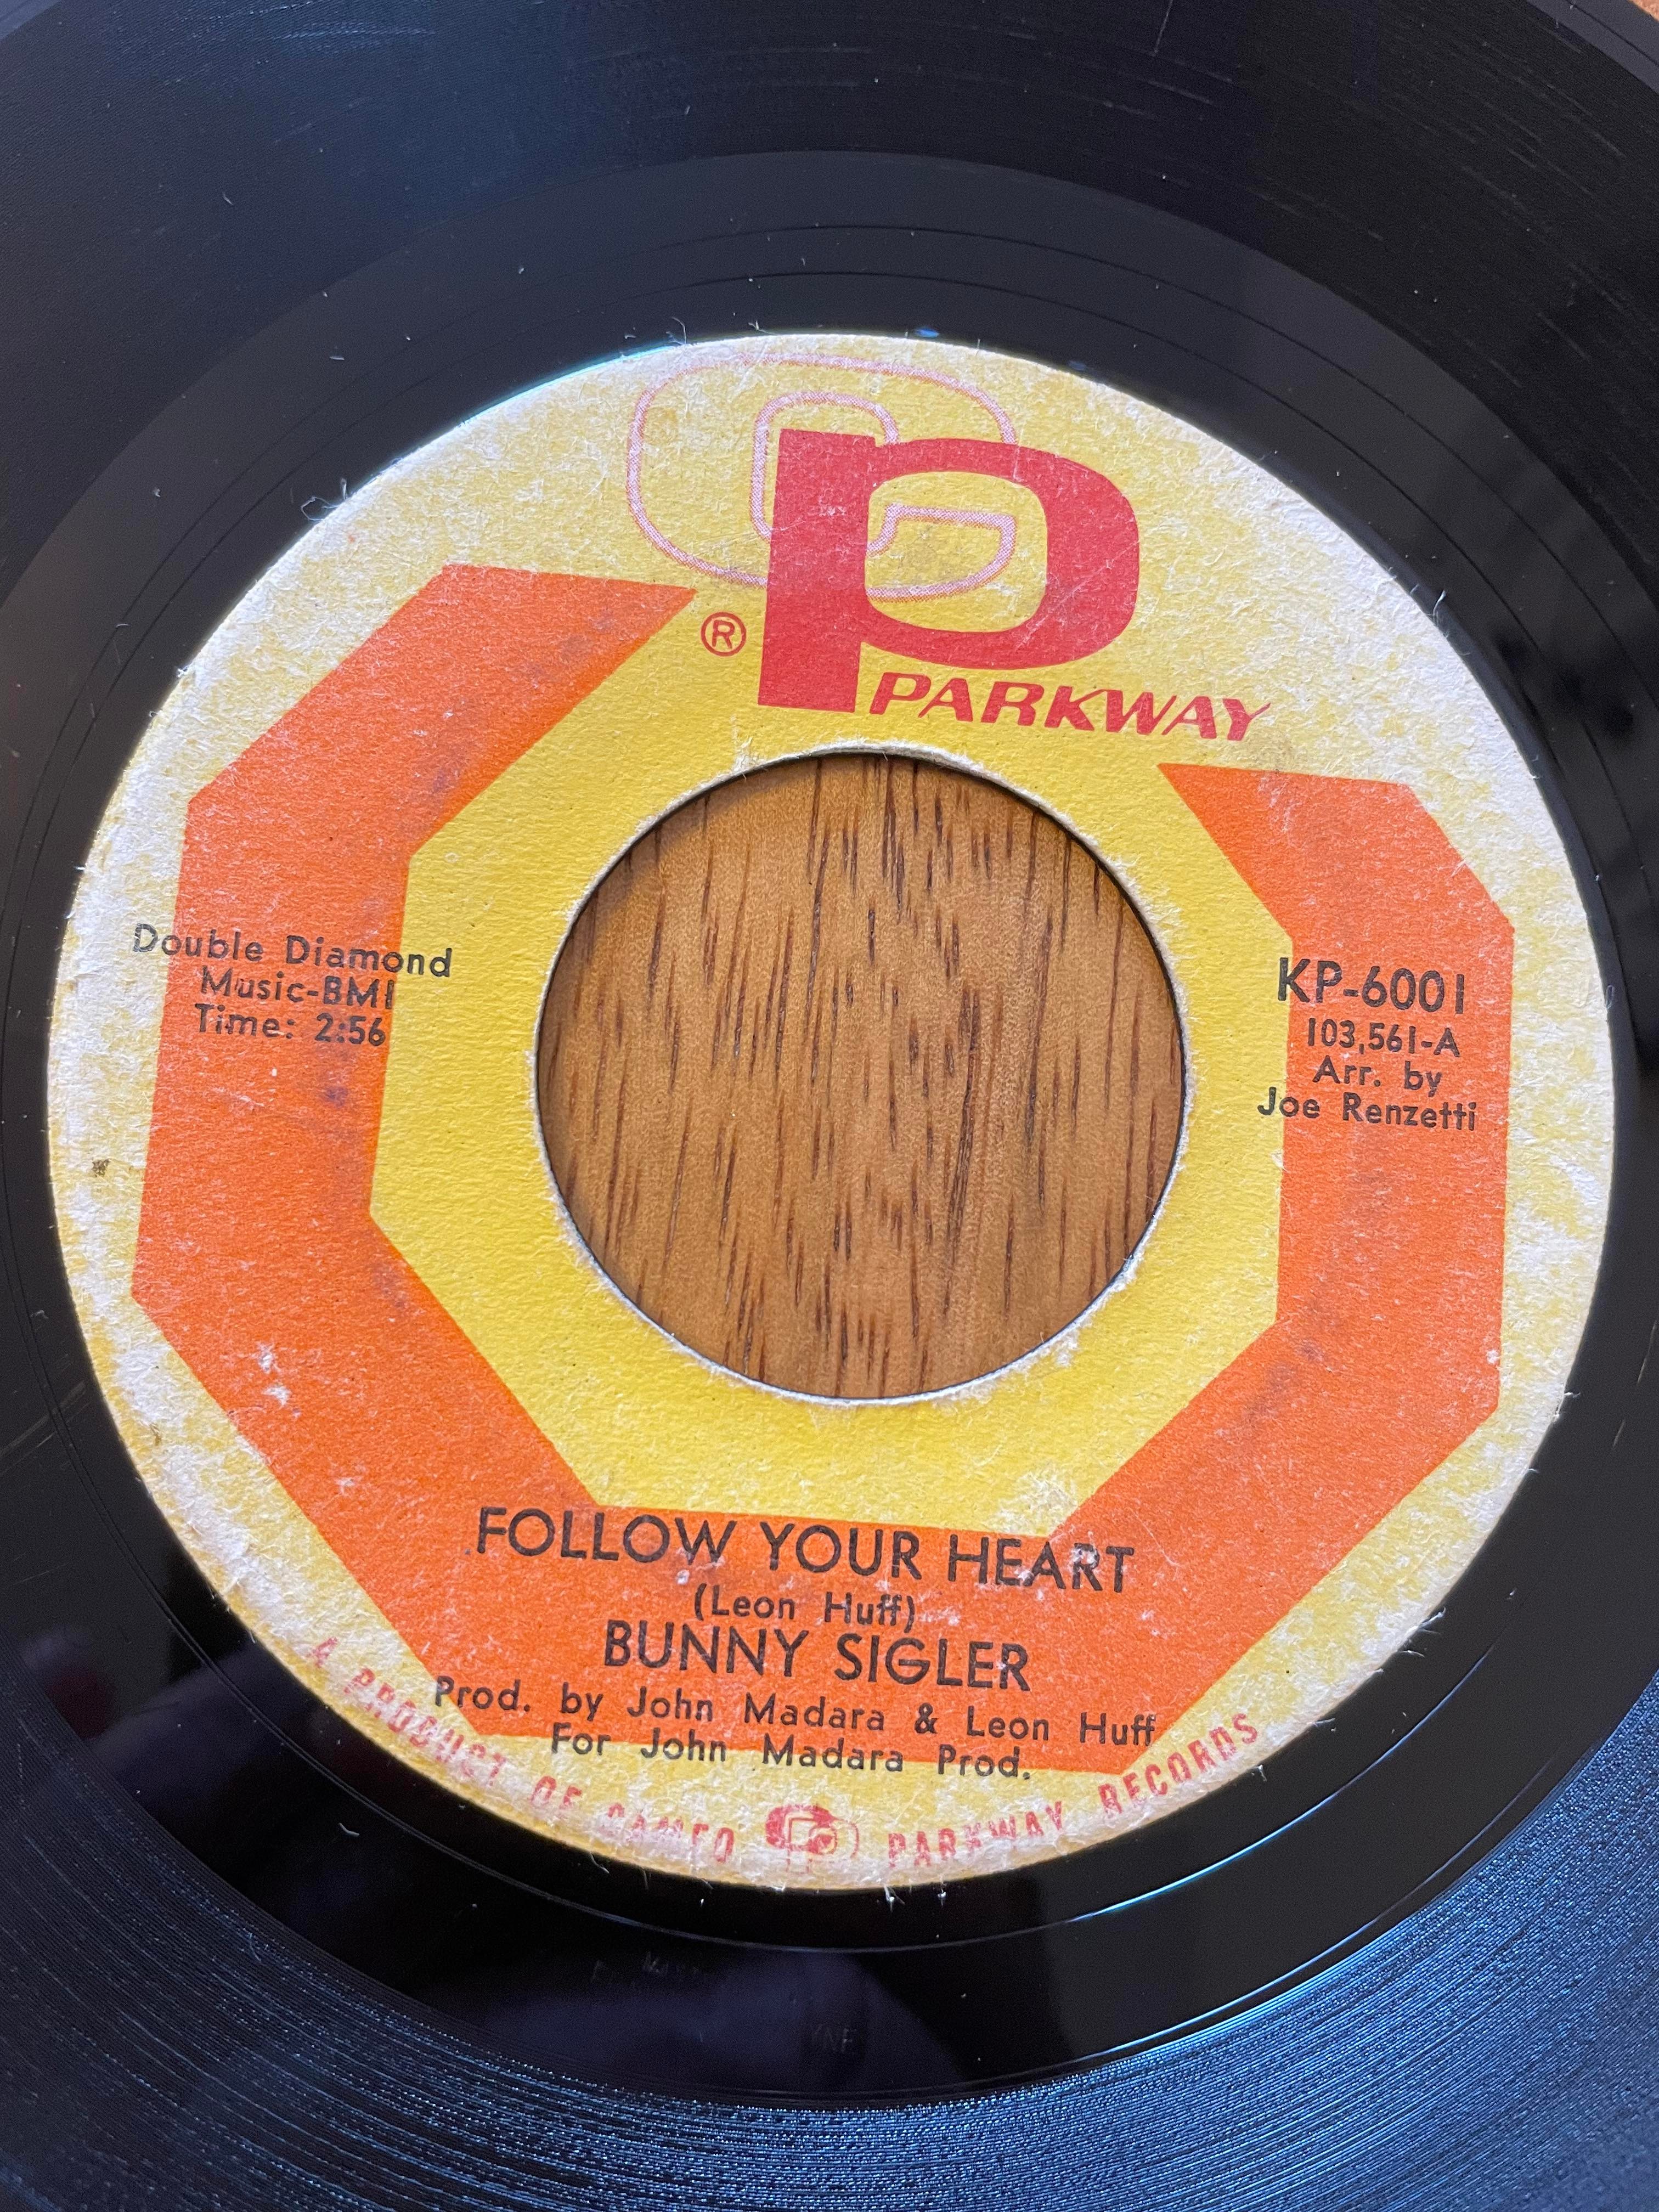 ®
PARKWAY
Double Diamond
Music-BMI
Time: 2:56
KP-6001
103,561-A
Arr. by
Joe Renzetti
FOLLOW YOUR HEART
(Leon Huff)
BUNNY SIGLER
Prod. by John Madara & Leon Huff
For John Madara Prod.
A PRODUCT OF CAMEO PARKWAY RECORDS